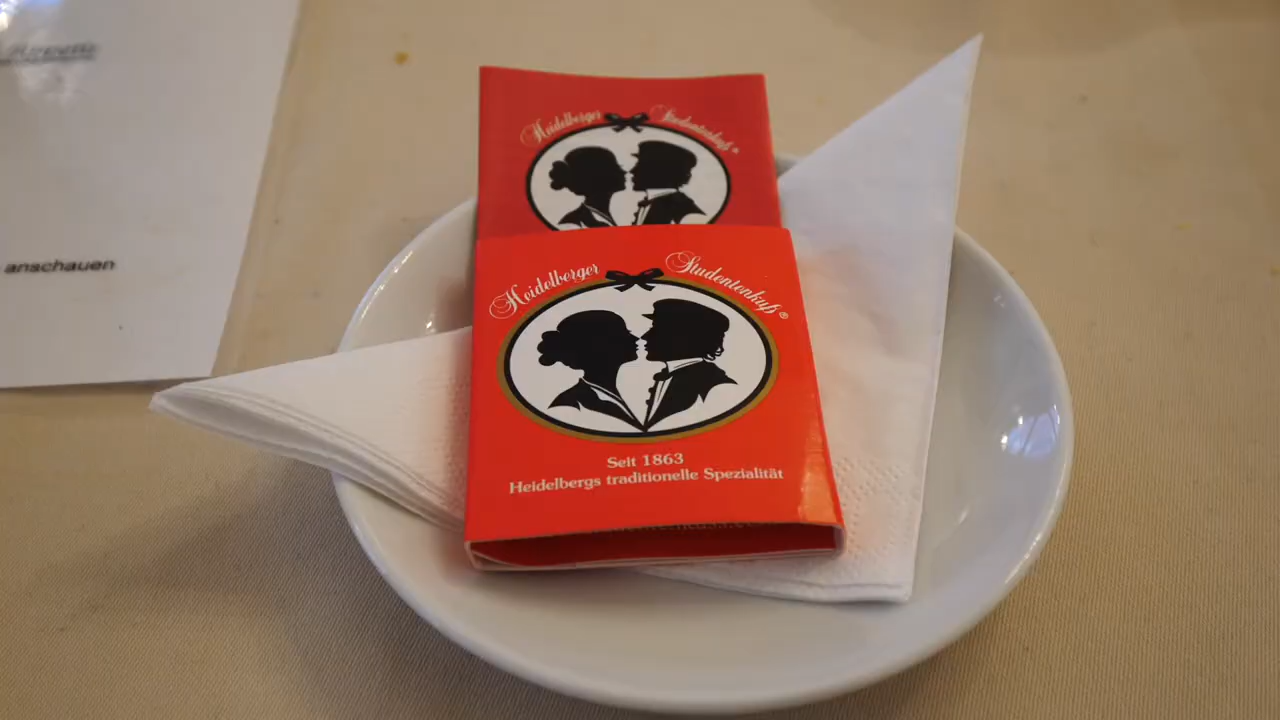 anschauen
Heidelberger Studentenkuß®
Heidelberger Studentenkuß®
Seit 1863
Heidelbergs traditionelle Spezialität